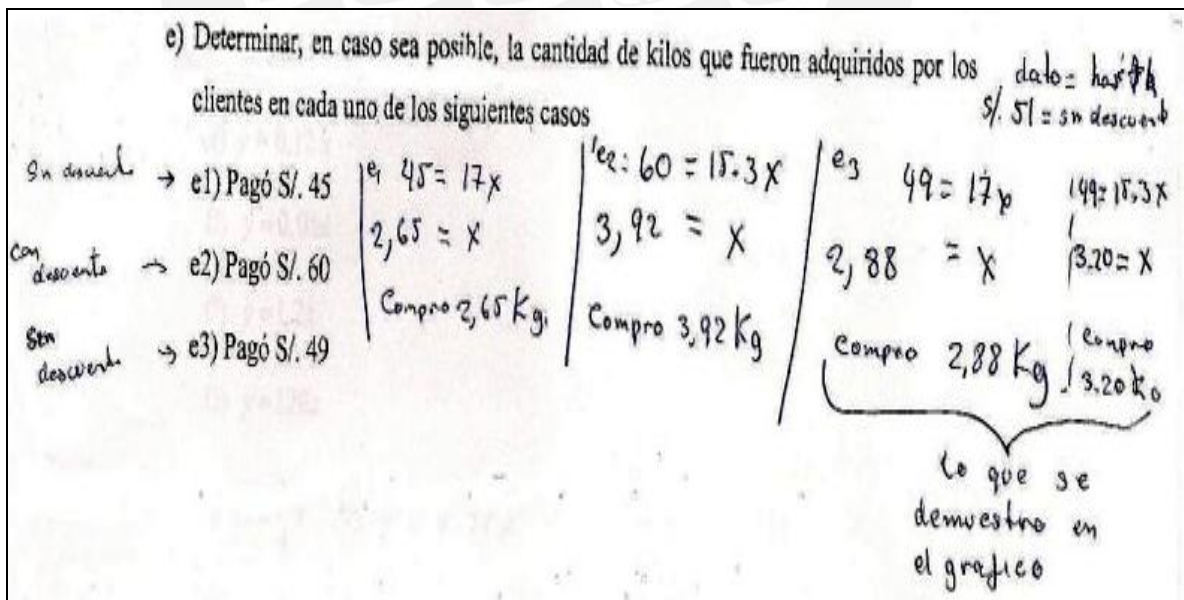 e) Determinar, en caso sea posible, la cantidad de kilos que fueron adquiridos por los
clientes en cada uno de los siguientes casos
dato = hasta
S/. 51 = sin descuent
Sin descuento → e1) Pagó S/. 45
Con descuento → e2) Pagó S/. 60
Sin descuento → e3) Pagó S/. 49
e1 45 = 17x
2,65 = x
Compro 2,65 Kg.
e2: 60 = 15.3x
3,92 = x
Compro 3,92 Kg
e3 49 = 17x
2,88 = x
Compro 2,88 Kg
49 = 15,3x
3.20 = x
Compro
3.20 Ko
lo que se
demuestra en
el grafico